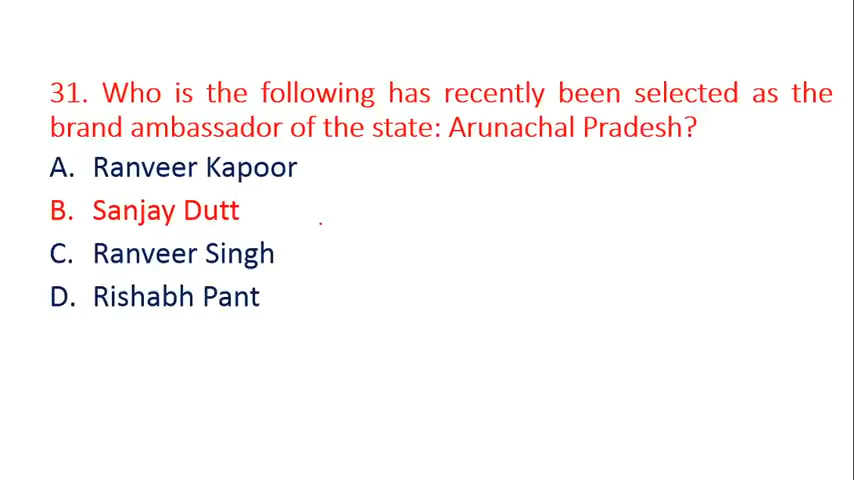 31. Who is the following has recently been selected as the
brand ambassador of the state: Arunachal Pradesh?
A. Ranveer Kapoor
B. Sanjay Dutt
C. Ranveer Singh
D. Rishabh Pant